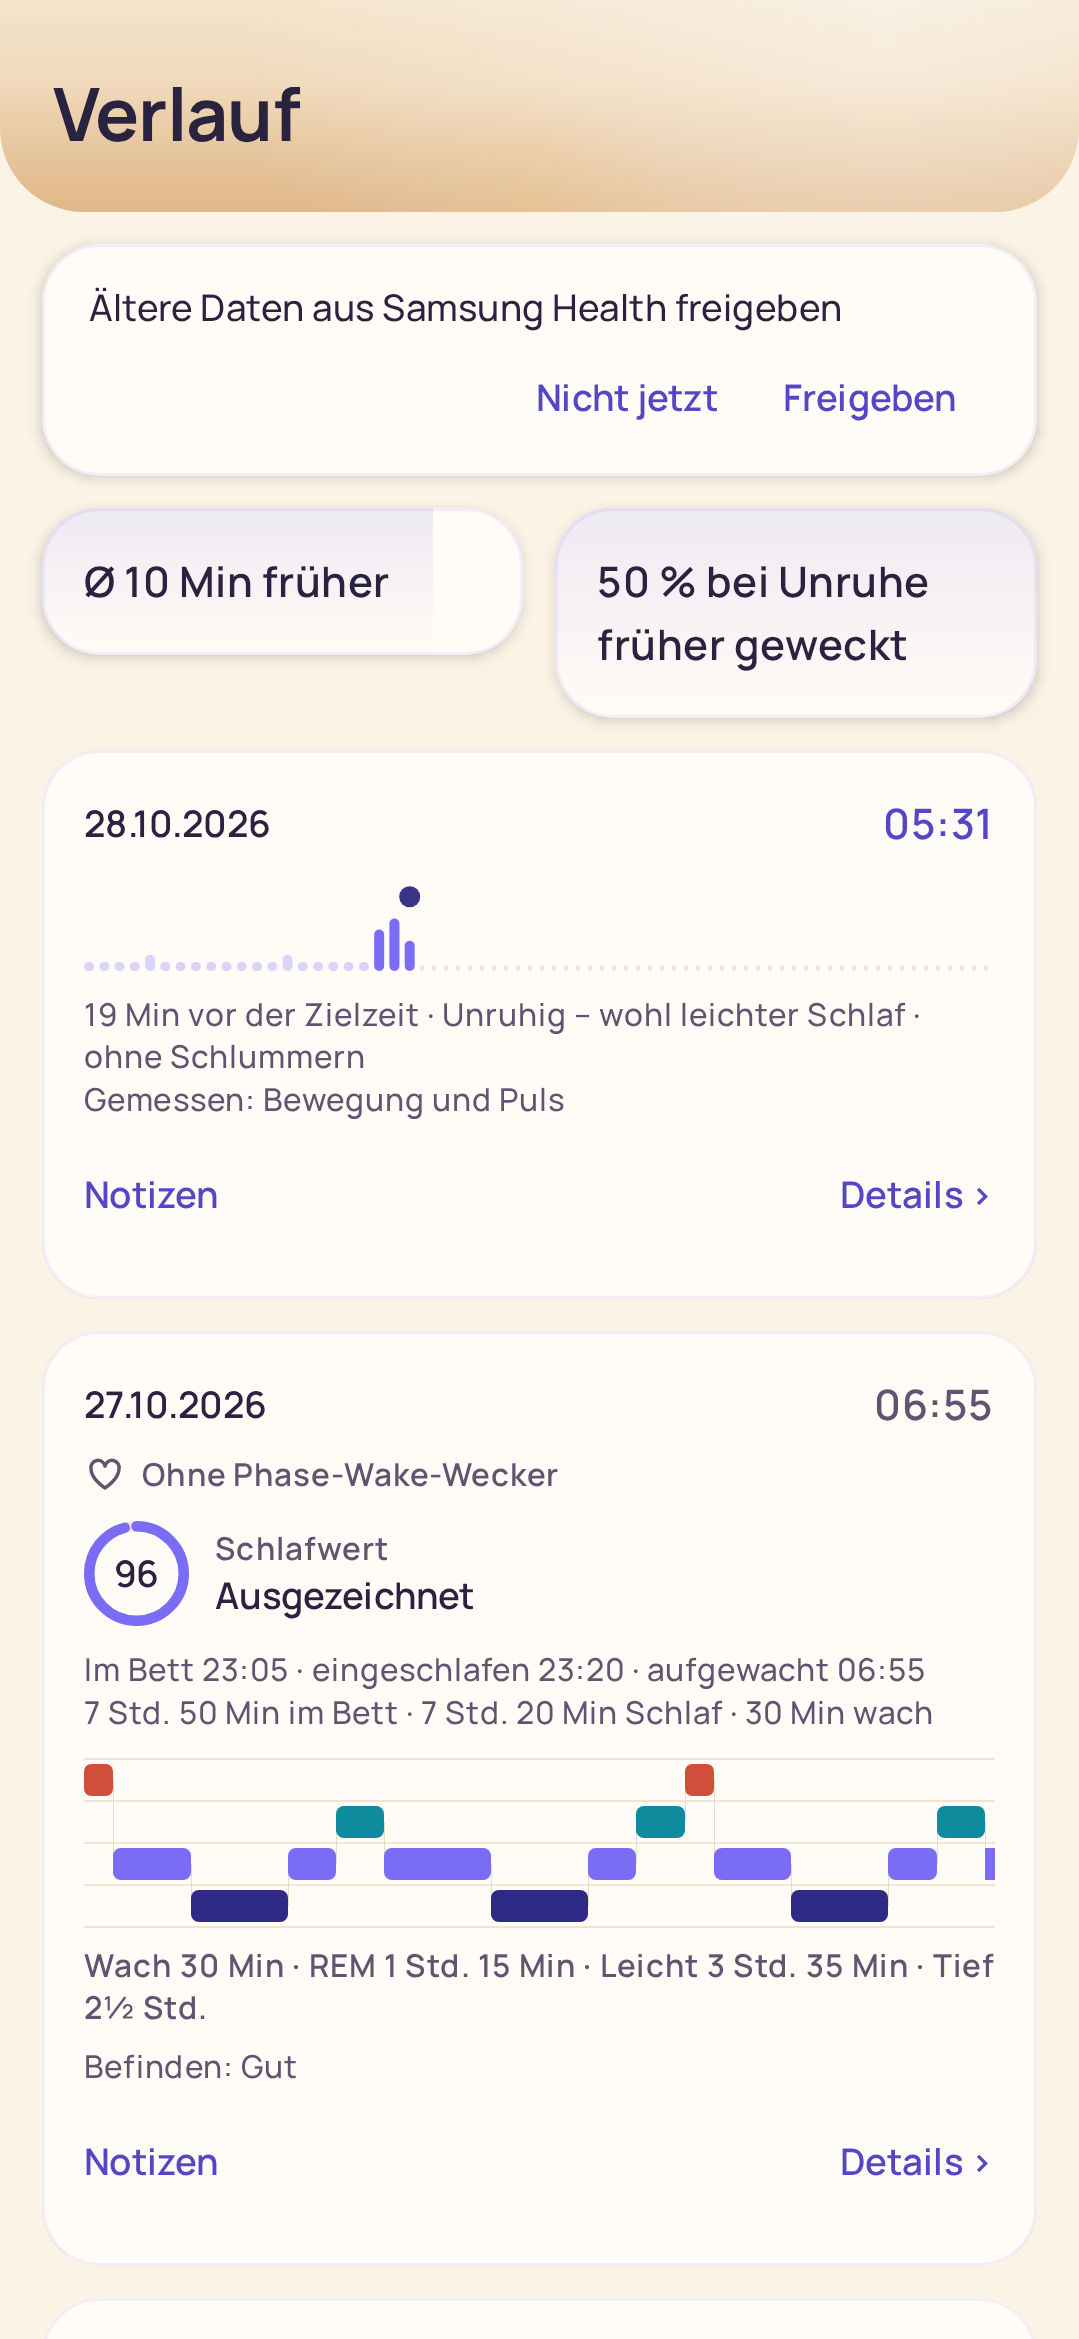 Verlauf
Ältere Daten aus Samsung Health freigeben
Nicht jetzt
Freigeben
Ø 10 Min früher
50 % bei Unruhe
früher geweckt
28.10.2026
05:31
19 Min vor der Zielzeit · Unruhig – wohl leichter Schlaf ·
ohne Schlummern
Gemessen: Bewegung und Puls
Notizen
Details ›
27.10.2026
06:55
Ohne Phase-Wake-Wecker
96
Schlafwert
Ausgezeichnet
Im Bett 23:05 · eingeschlafen 23:20 · aufgewacht 06:55
7 Std. 50 Min im Bett · 7 Std. 20 Min Schlaf · 30 Min wach
Wach 30 Min · REM 1 Std. 15 Min · Leicht 3 Std. 35 Min · Tief
2½ Std.
Befinden: Gut
Notizen
Details ›